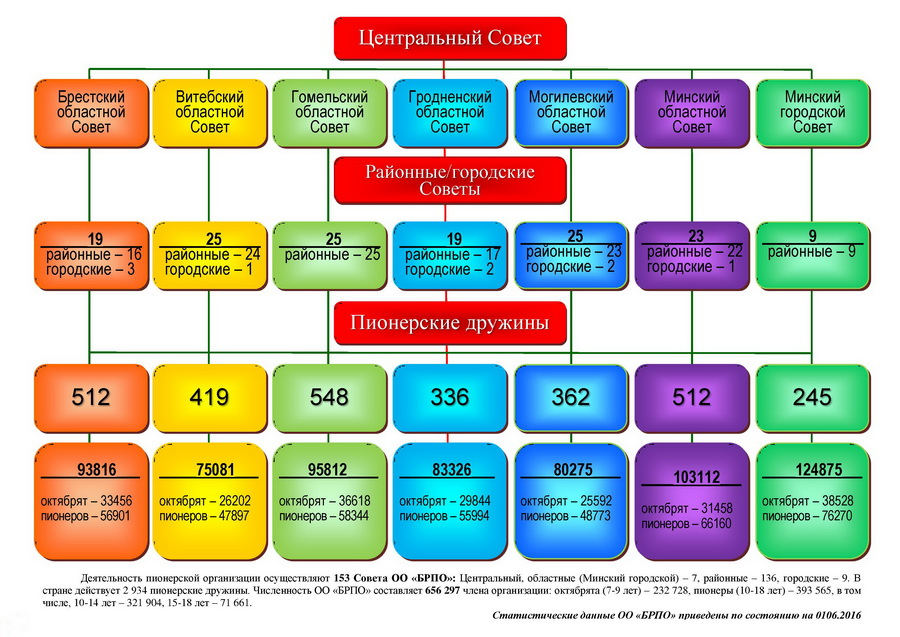 Центральный Совет
Брестский
областной
Совет
Витебский
областной
Совет
Гомельский
областной
Совет
Гродненский
областной
Совет
Могилевский
областной
Совет
Минский
областной
Совет
Минский
городской
Совет
Районные/городские
Советы
19
районные – 16
городские – 3
25
районные – 24
городские – 1
25
районные – 25
19
районные – 17
городские – 2
25
районные – 23
городские – 2
23
районные – 22
городские – 1
9
районные – 9
Пионерские дружины
512
419
548
336
362
512
245
93816
октябрят – 33456
пионеров – 56901
75081
октябрят – 26202
пионеров – 47897
95812
октябрят – 36618
пионеров – 58344
83326
октябрят – 29844
пионеров – 55994
80275
октябрят – 25592
пионеров – 48773
103112
октябрят – 31458
пионеров – 66160
124875
октябрят – 38528
пионеров – 76270
Деятельность пионерской организации осуществляют 153 Совета ОО «БРПО»: Центральный, областные (Минский городской) – 7, районные – 136, городские – 9. В
стране действует 2 934 пионерские дружины. Численность ОО «БРПО» составляет 656 297 члена организации: октябрята (7-9 лет) – 232 728, пионеры (10-18 лет) – 393 565, в том
числе, 10-14 лет – 321 904, 15-18 лет – 71 661.
Статистические данные ОО «БРПО» приведены по состоянию на 0106.2016